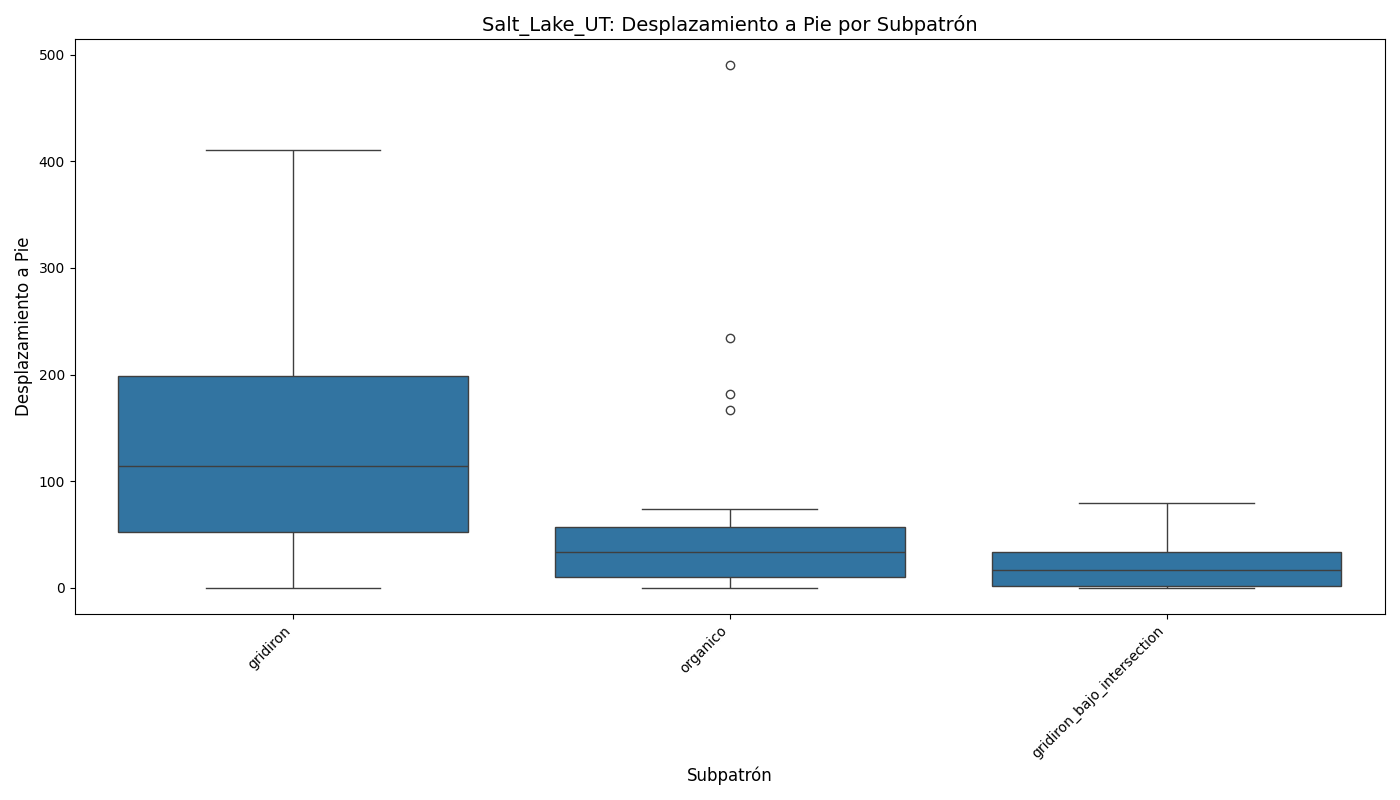 Salt_Lake_UT: Desplazamiento a Pie por Subpatrón
Desplazamiento a Pie
500
400
300
200
100
0
gridiron
organico
gridiron_bajo_intersection
Subpatrón